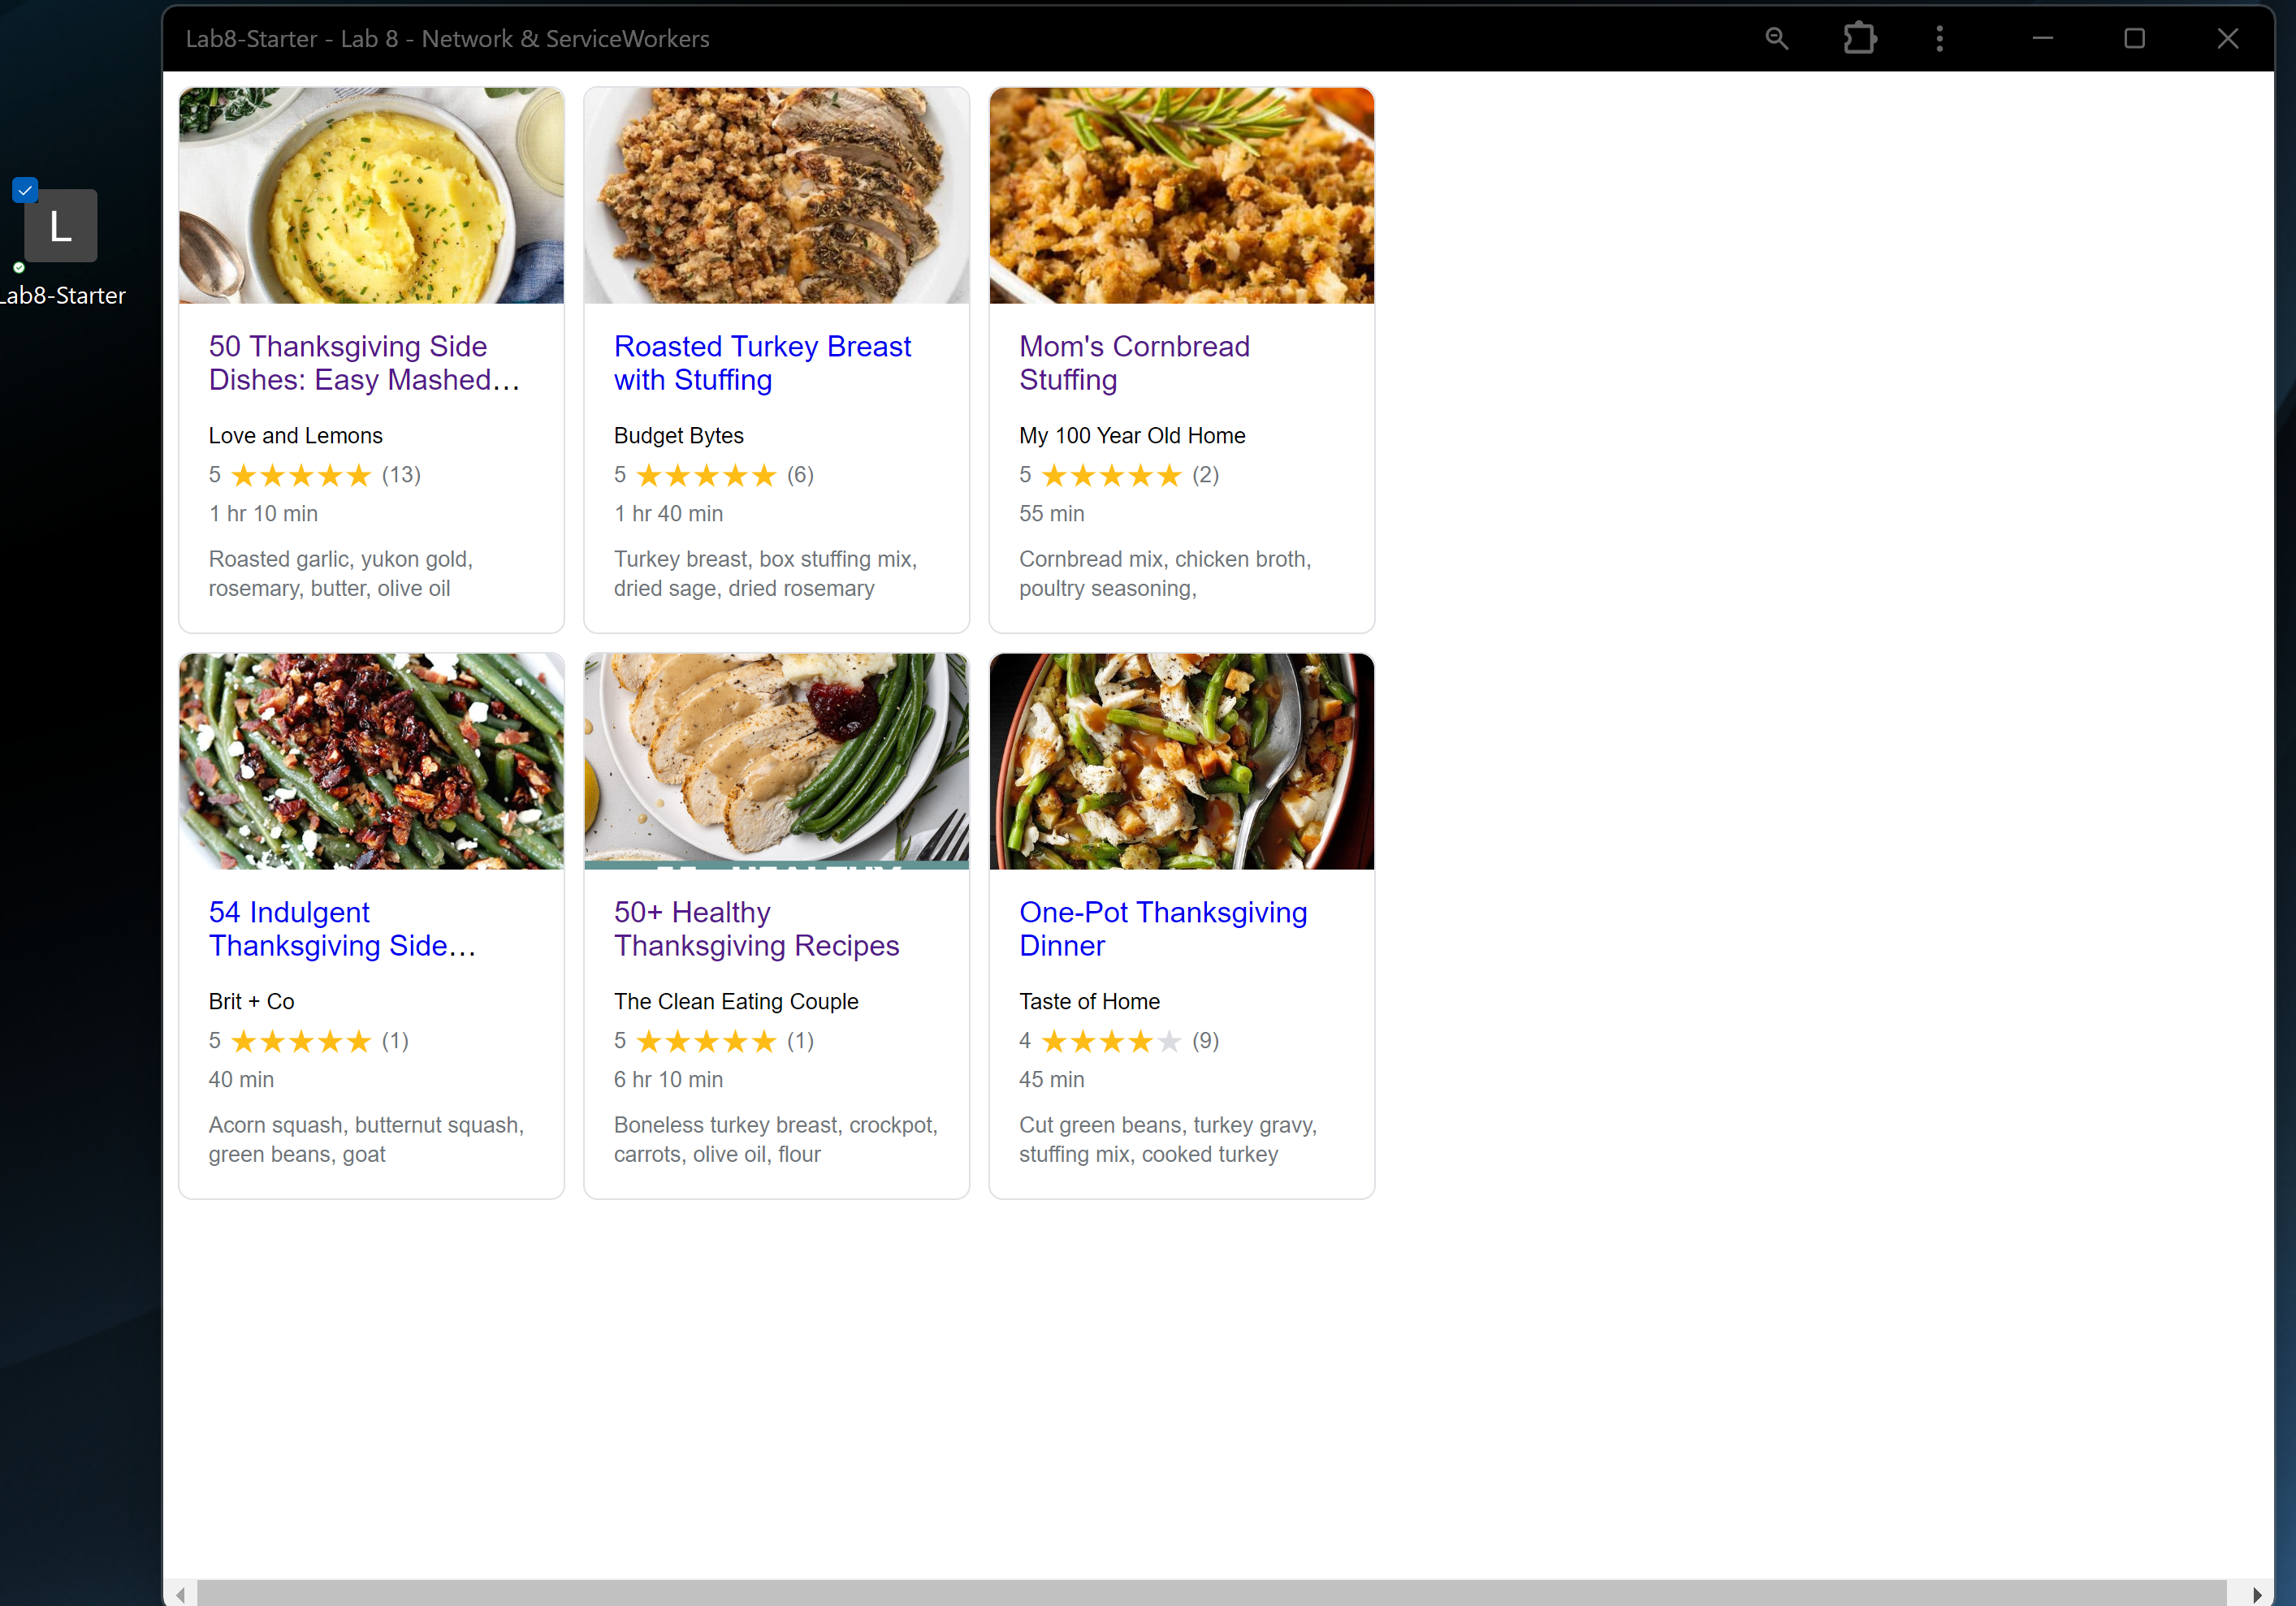 Lab8-Starter - Lab 8 - Network & ServiceWorkers
L
Lab8-Starter
50 Thanksgiving Side
Dishes: Easy Mashed...
Love and Lemons
5 ★★★★★ (13)
1 hr 10 min
Roasted garlic, yukon gold,
rosemary, butter, olive oil
Roasted Turkey Breast
with Stuffing
Budget Bytes
5 ★★★★★ (6)
1 hr 40 min
Turkey breast, box stuffing mix,
dried sage, dried rosemary
Mom's Cornbread
Stuffing
My 100 Year Old Home
5 ★★★★★ (2)
55 min
Cornbread mix, chicken broth,
poultry seasoning,
54 Indulgent
Thanksgiving Side...
Brit + Co
5 ★★★★★ (1)
40 min
Acorn squash, butternut squash,
green beans, goat
50+ Healthy
Thanksgiving Recipes
The Clean Eating Couple
5 ★★★★★ (1)
6 hr 10 min
Boneless turkey breast, crockpot,
carrots, olive oil, flour
One-Pot Thanksgiving
Dinner
Taste of Home
4 ★★★★★ (9)
45 min
Cut green beans, turkey gravy,
stuffing mix, cooked turkey